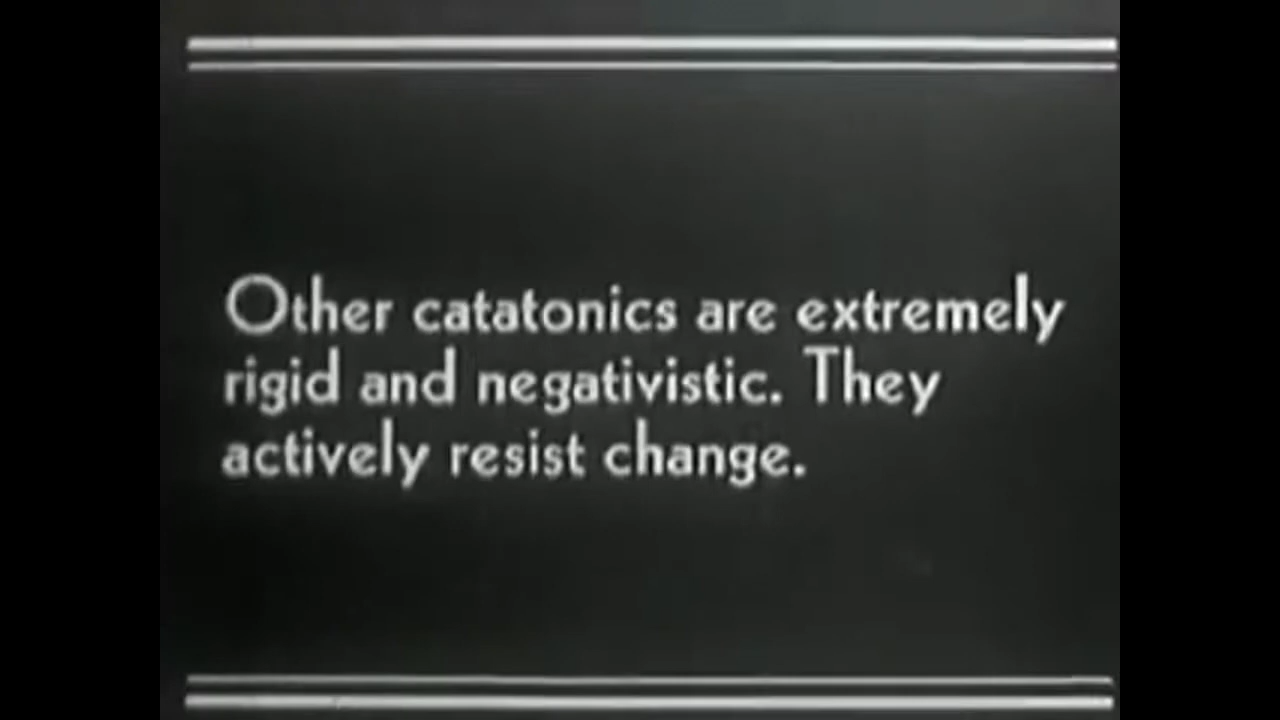 Other catatonics are extremely
rigid and negativistic. They
actively resist change.